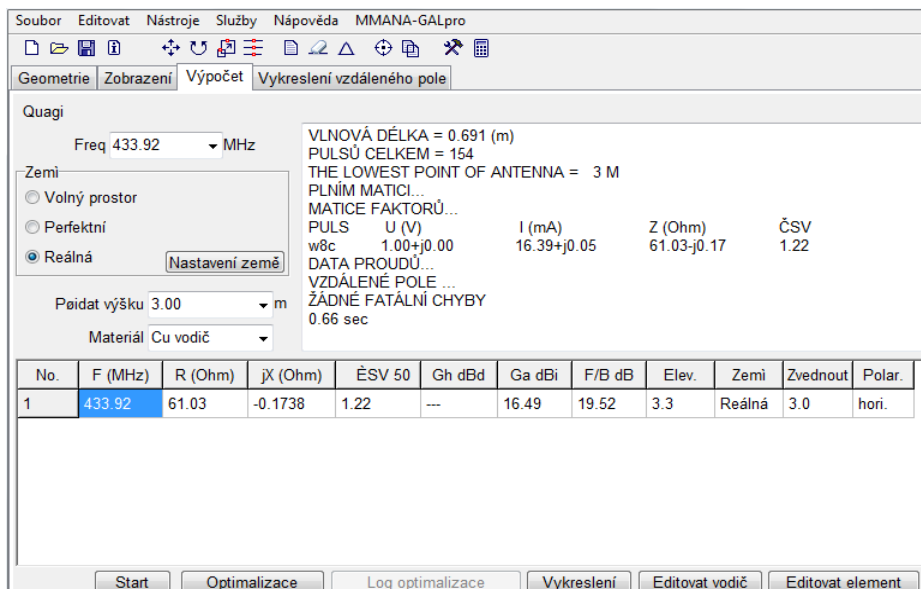 Soubor Editovat Nástroje Služby Nápověda MMANA-GALpro
Geometrie Zobrazení Výpočet Vykreslení vzdáleného pole
Quagi
Freq 433.92 MHz
Zemì
Volný prostor
Perfektní
Reálná Nastavení země
Pøidat výšku 3.00 m
Materiál Cu vodič
VLNOVÁ DÉLKA = 0.691 (m)
PULSŮ CELKEM = 154
THE LOWEST POINT OF ANTENNA = 3 M
PLNÍM MATICI...
MATICE FAKTORŮ...
PULS U (V) I (mA) Z (Ohm) ČSV
w8c 1.00+j0.00 16.39+j0.05 61.03-j0.17 1.22
DATA PROUDŮ...
VZDÁLENÉ POLE ...
ŽÁDNÉ FATÁLNÍ CHYBY
0.66 sec
No. F (MHz) R (Ohm) jX (Ohm) ÈSV 50 Gh dBd Ga dBi F/B dB Elev. Zemì Zvednout Polar.
1 433.92 61.03 -0.1738 1.22 --- 16.49 19.52 3.3 Reálná 3.0 hori.
Start Optimalizace Log optimalizace Vykreslení Editovat vodič Editovat element